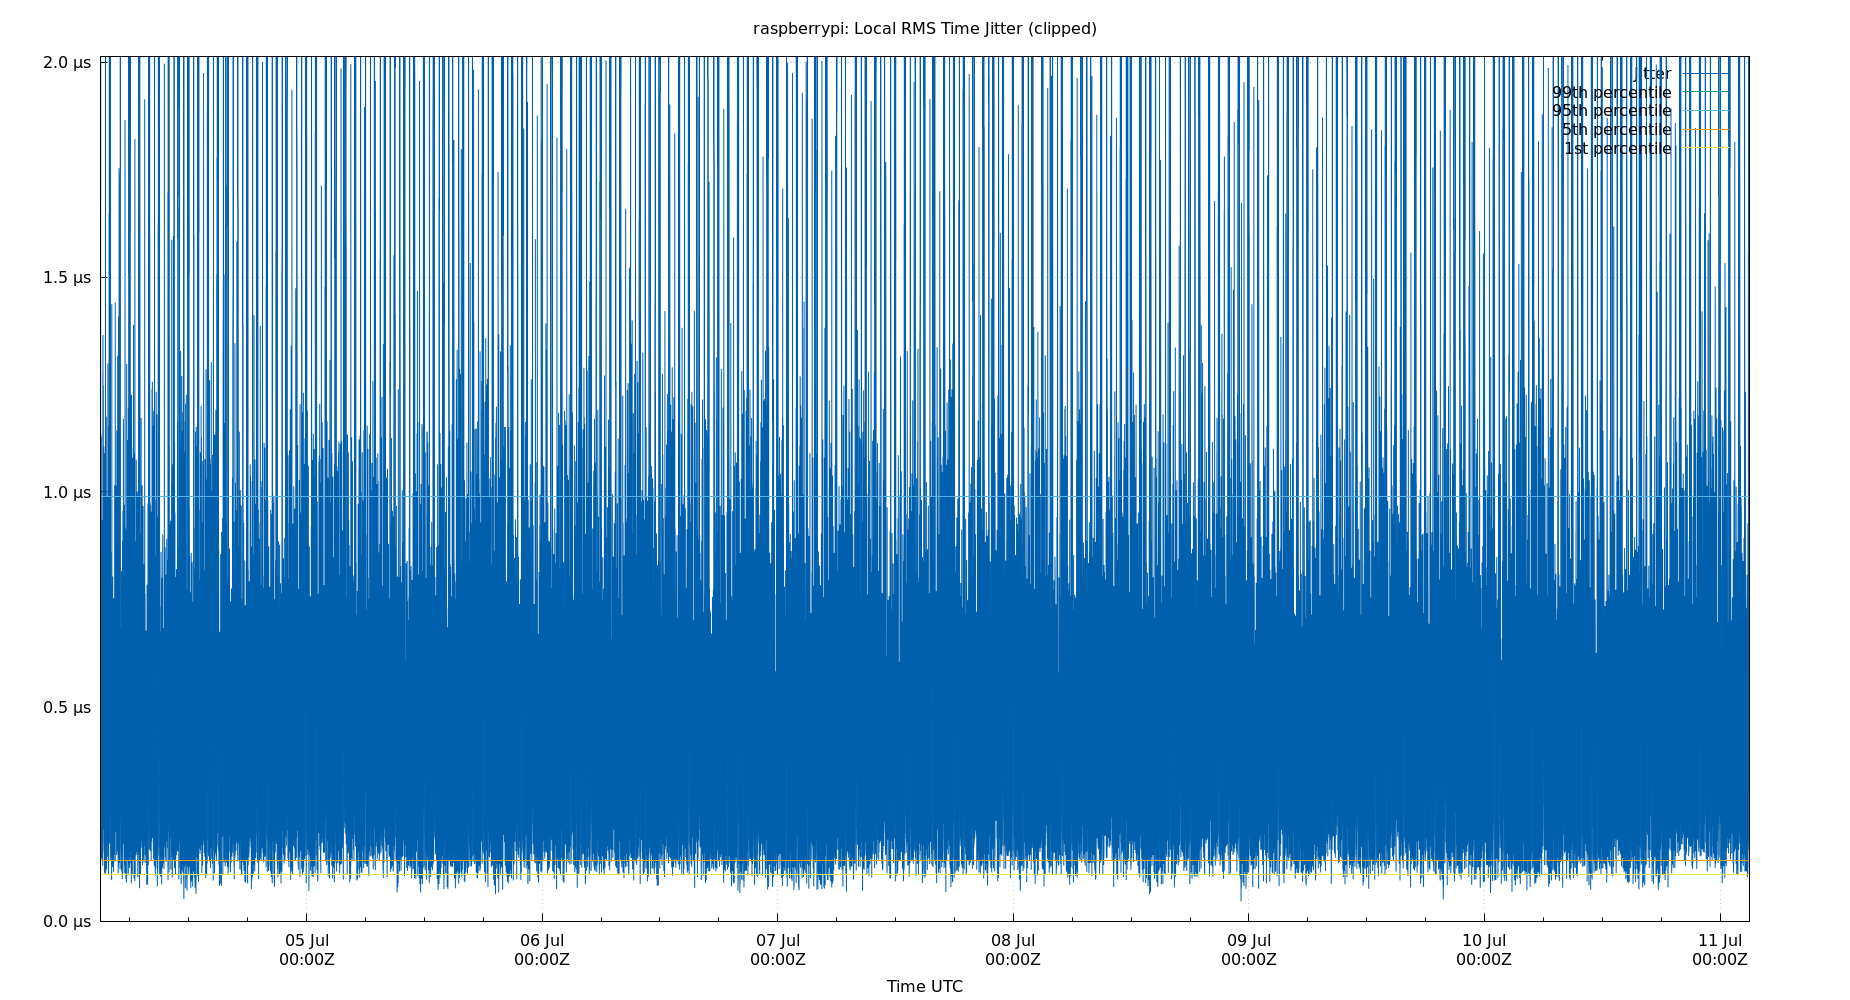 raspberrypi: Local RMS Time Jitter (clipped)
2.0 µs
1.5 µs
1.0 µs
0.5 µs
0.0 µs
jitter
99th percentile
95th percentile
5th percentile
1st percentile
05 Jul
00:00Z
06 Jul
00:00Z
07 Jul
00:00Z
08 Jul
00:00Z
09 Jul
00:00Z
10 Jul
00:00Z
11 Jul
00:00Z
Time UTC